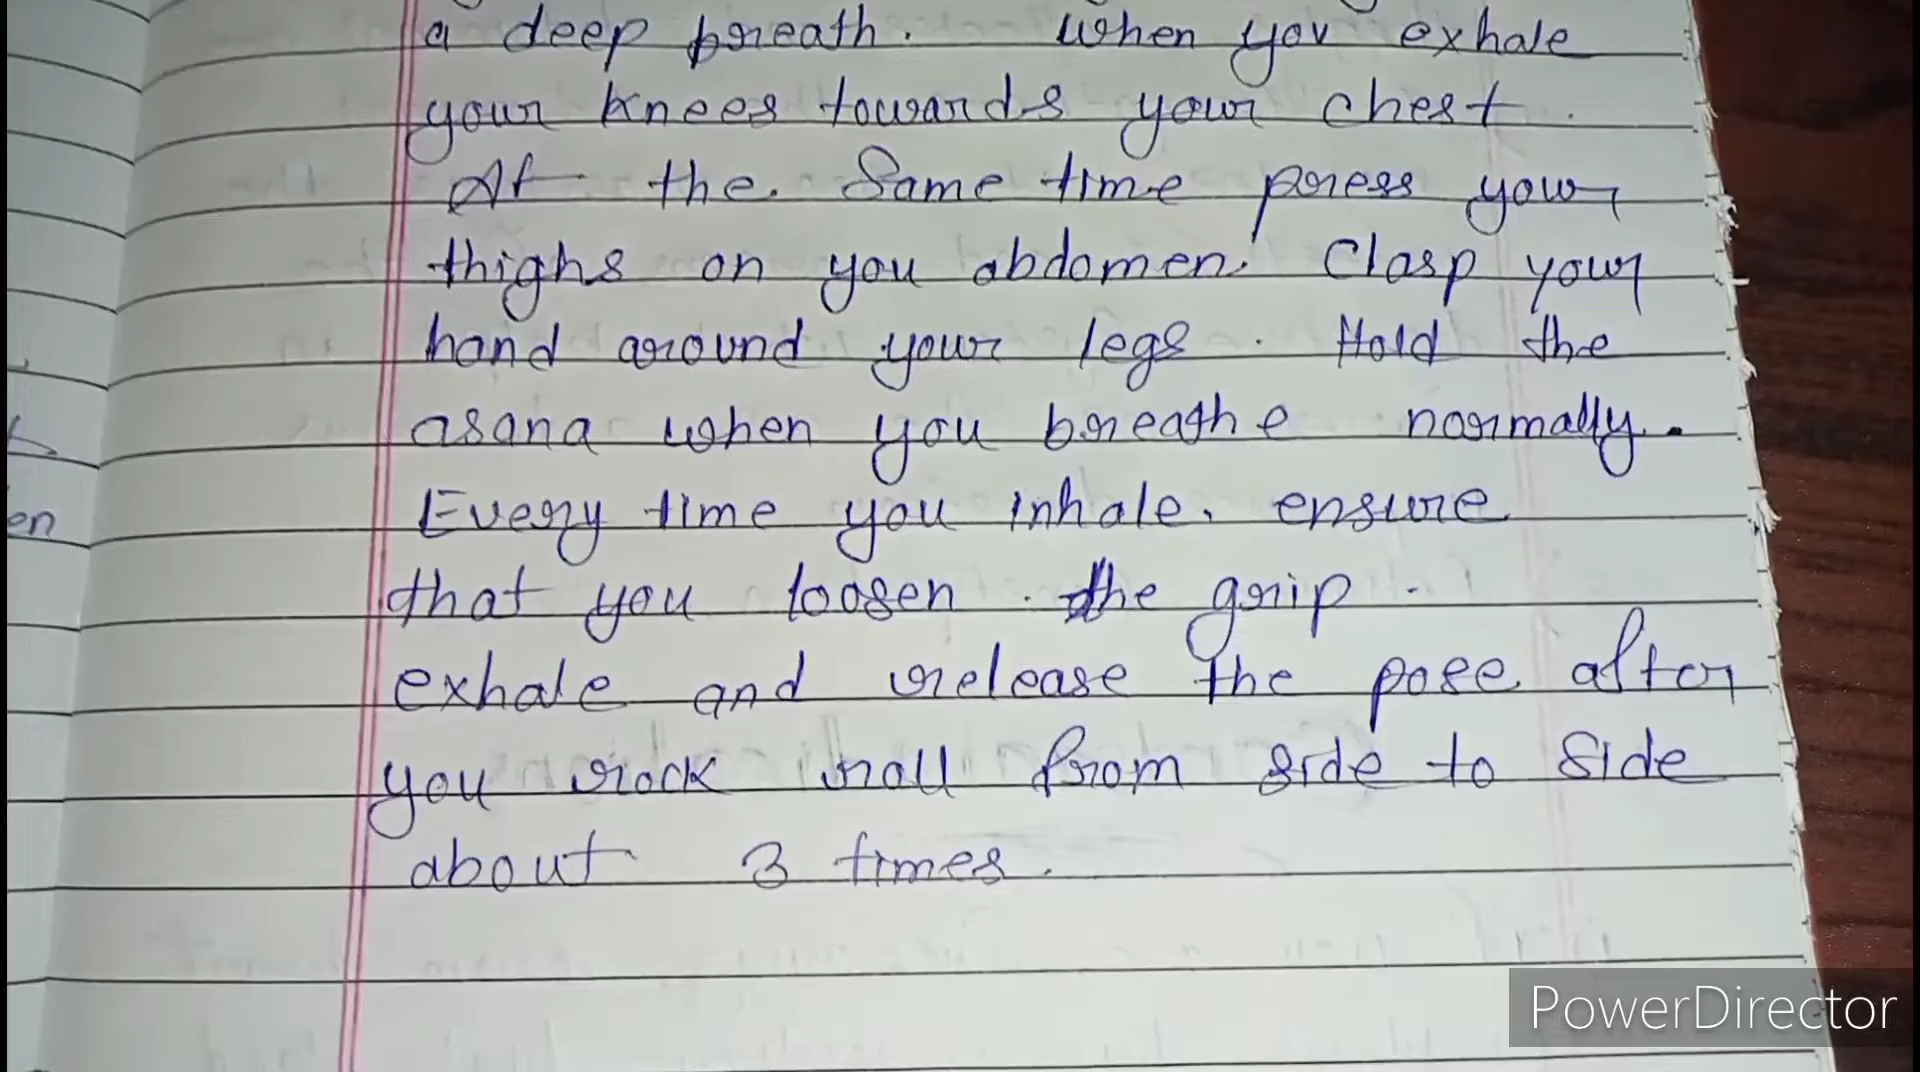 a deep breath. When you exhale
your knees towards your chest.
At the same time press your
thighs on you abdomen. Clasp your
hand around your legs. Hold the
asana when you breathe normally.
Every time you inhale, ensure
that you loosen the grip.
exhale and release the pose after
you rock roll from side to side
about 3 times.
en
PowerDirector